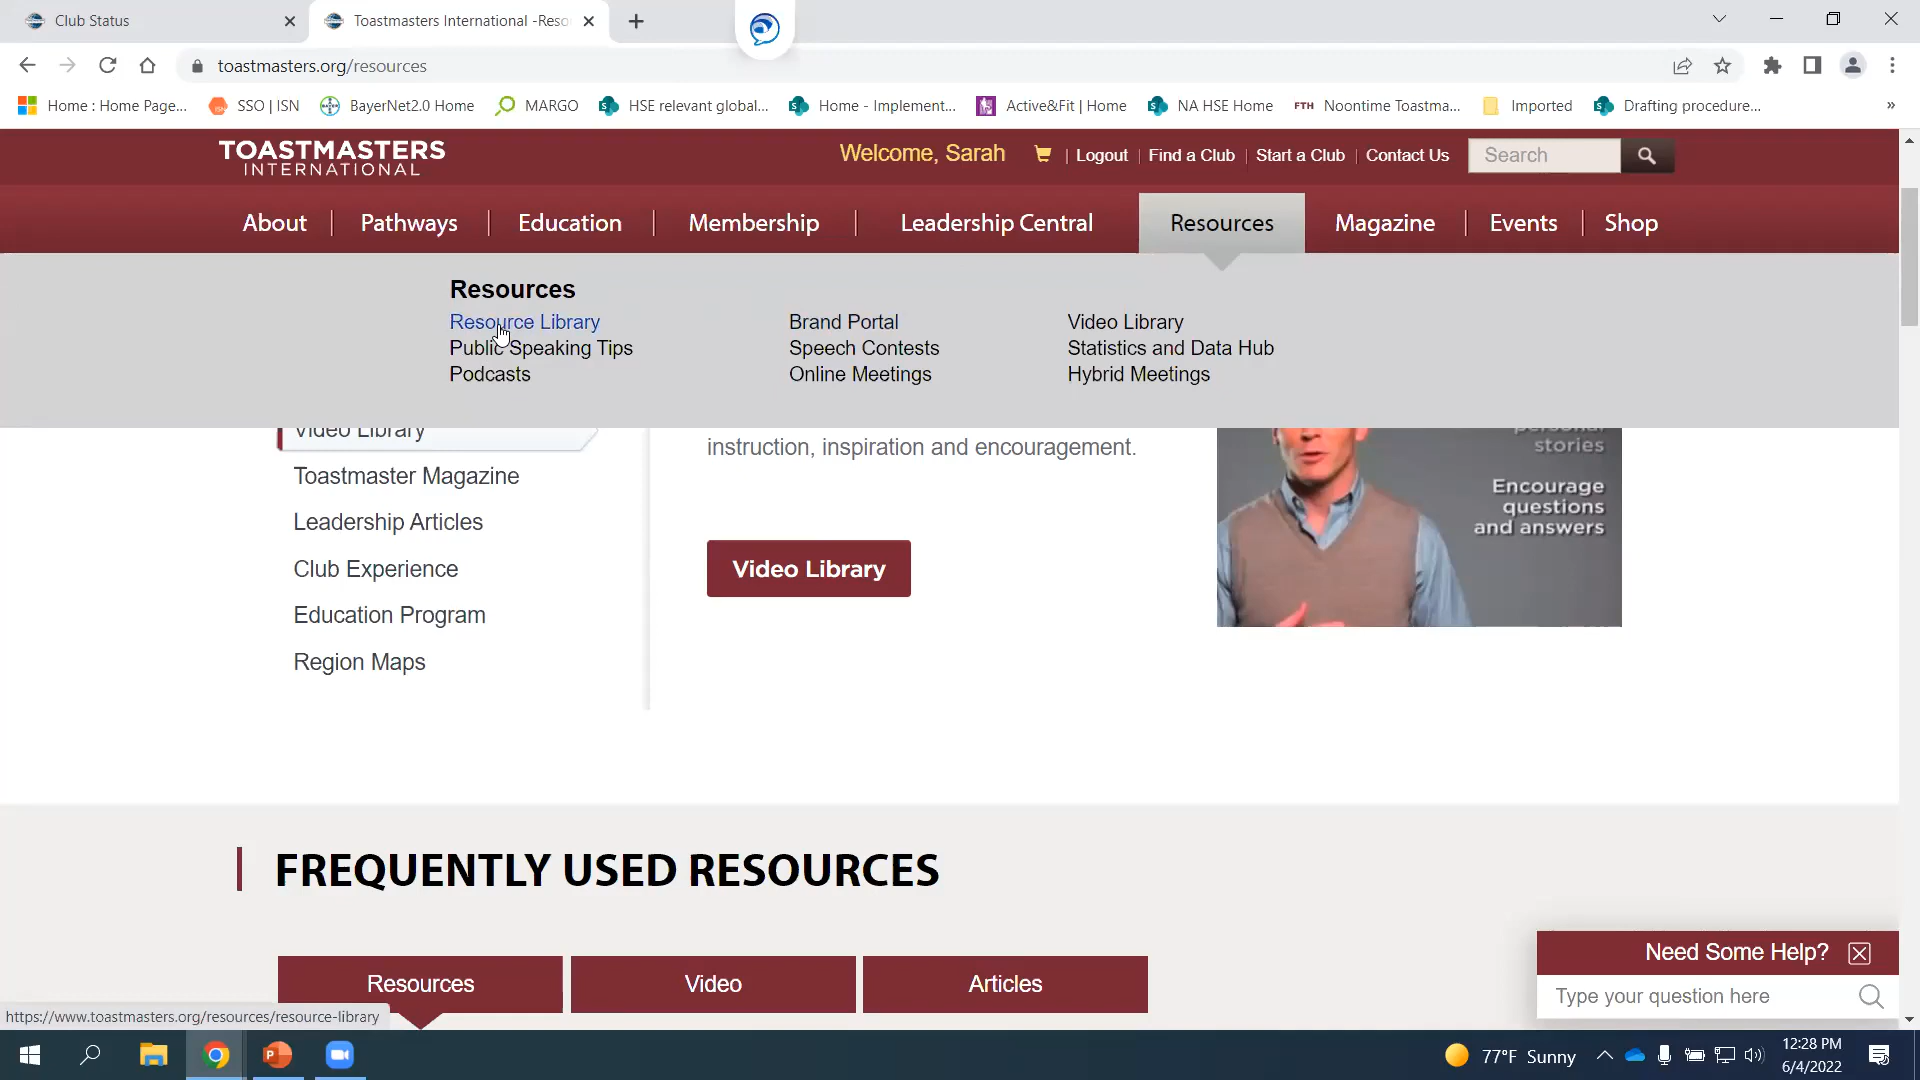 Club Status
Toastmasters International -Reso
toastmasters.org/resources
Home : Home Page...
SSO | ISN
BayerNet2.0 Home
MARGO
HSE relevant global...
Home - Implement...
Active&Fit | Home
NA HSE Home
FTH
Noontime Toastma...
Imported
Drafting procedure...
TOASTMASTERS
INTERNATIONAL
Welcome, Sarah
Logout
Find a Club
Start a Club
Contact Us
Search
About
Pathways
Education
Membership
Leadership Central
Resources
Magazine
Events
Shop
Resources
Resource Library
Brand Portal
Video Library
Public Speaking Tips
Speech Contests
Statistics and Data Hub
Podcasts
Online Meetings
Hybrid Meetings
Video Library
Toastmaster Magazine
Leadership Articles
Club Experience
Education Program
Region Maps
instruction, inspiration and encouragement.
Video Library
personal
stories
Encourage
questions
and answers
FREQUENTLY USED RESOURCES
Resources
Video
Articles
Need Some Help?
Type your question here
https://www.toastmasters.org/resources/resource-library
77°F Sunny
12:28 PM
6/4/2022